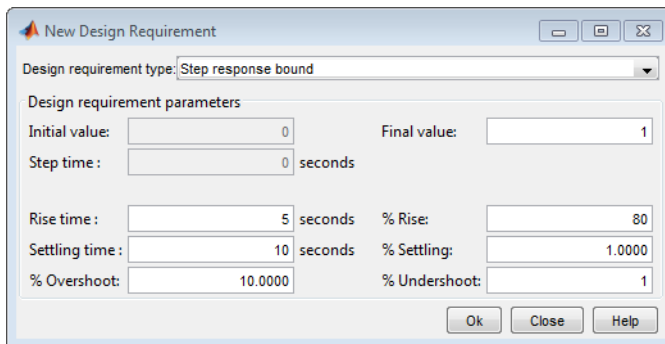 New Design Requirement
Design requirement type: Step response bound
Design requirement parameters
Initial value: 0 Final value: 1
Step time : 0 seconds
Rise time : 5 seconds % Rise: 80
Settling time : 10 seconds % Settling: 1.0000
% Overshoot: 10.0000 % Undershoot: 1
Ok Close Help